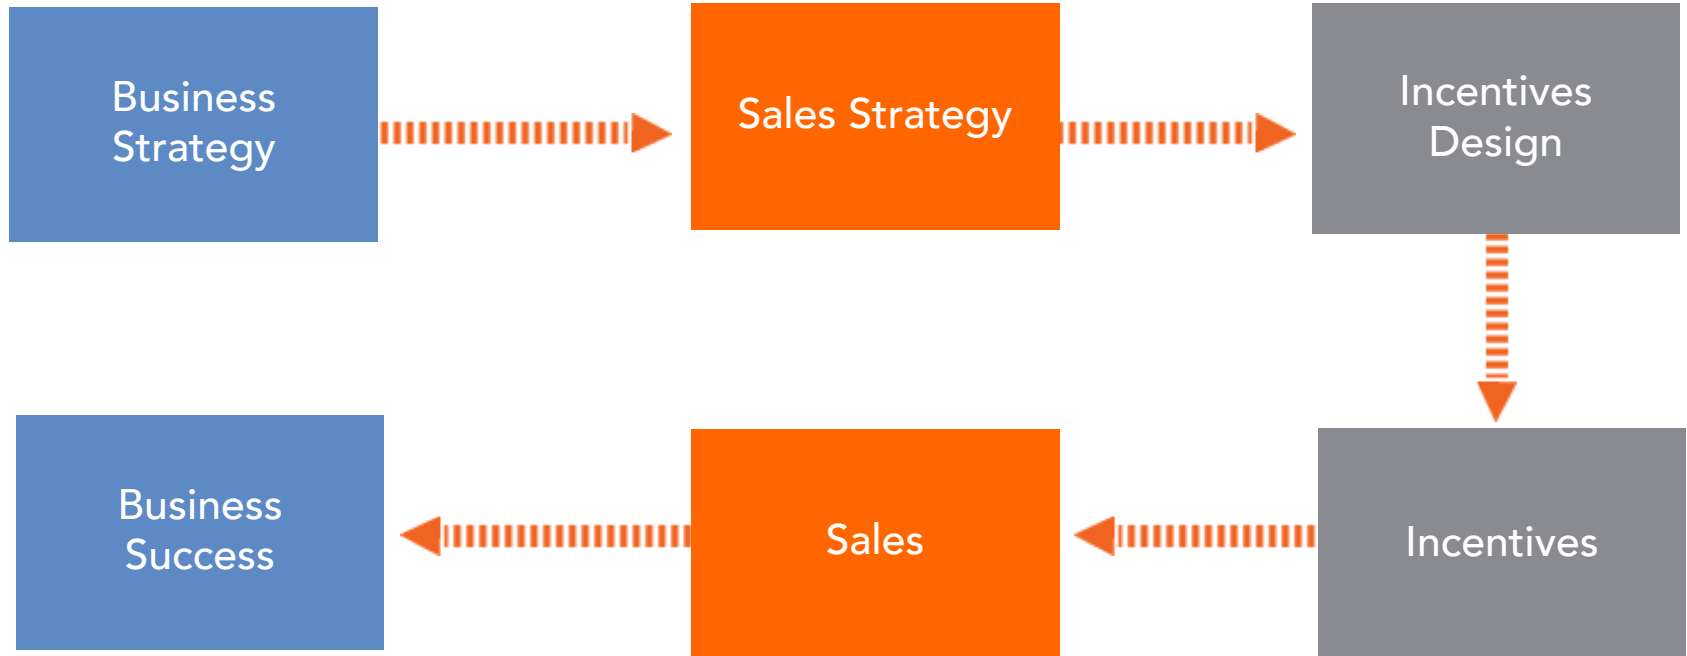 Business
Strategy
Sales Strategy
Incentives
Design
Business
Success
Sales
Incentives